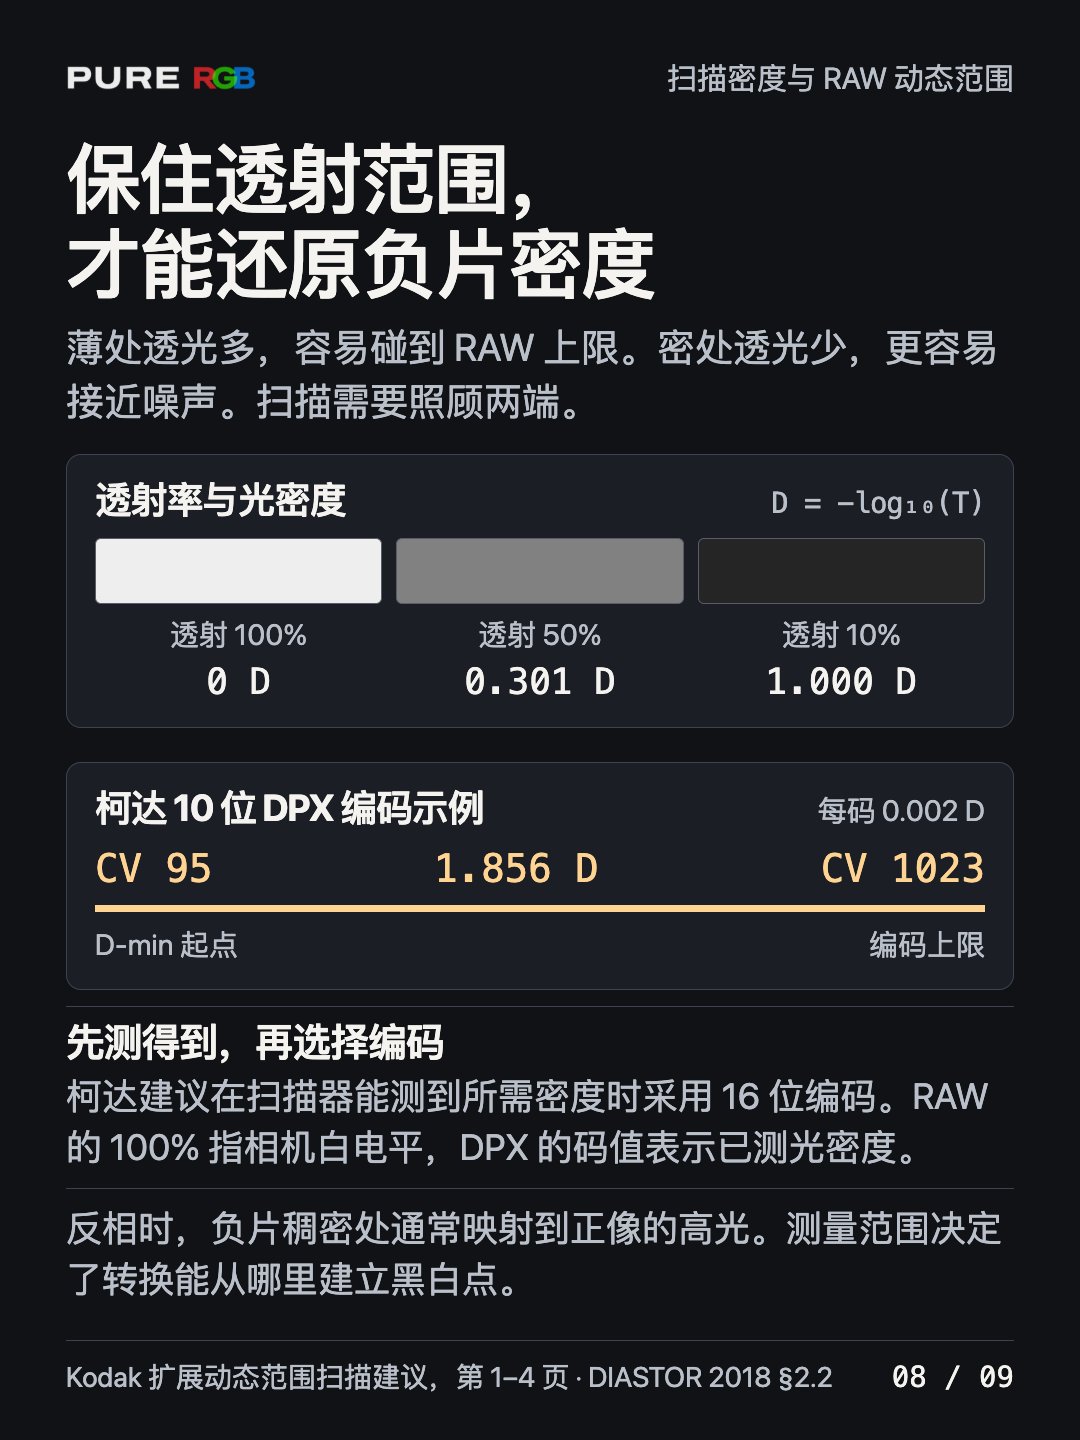 PURE RGB
扫描密度与 RAW 动态范围
保住透射范围，
才能还原负片密度
薄处透光多，容易碰到 RAW 上限。密处透光少，更容易
接近噪声。扫描需要照顾两端。
透射率与光密度
D = −log₁₀(T)
透射 100%
透射 50%
透射 10%
0 D
0.301 D
1.000 D
柯达 10 位 DPX 编码示例
每码 0.002 D
CV 95
1.856 D
CV 1023
D-min 起点
编码上限
先测得到，再选择编码
柯达建议在扫描器能测到所需密度时采用 16 位编码。RAW
的 100% 指相机白电平，DPX 的码值表示已测光密度。
反相时，负片稠密处通常映射到正像的高光。测量范围决定
了转换能从哪里建立黑白点。
Kodak 扩展动态范围扫描建议，第 1–4 页 · DIASTOR 2018 §2.2
08 / 09